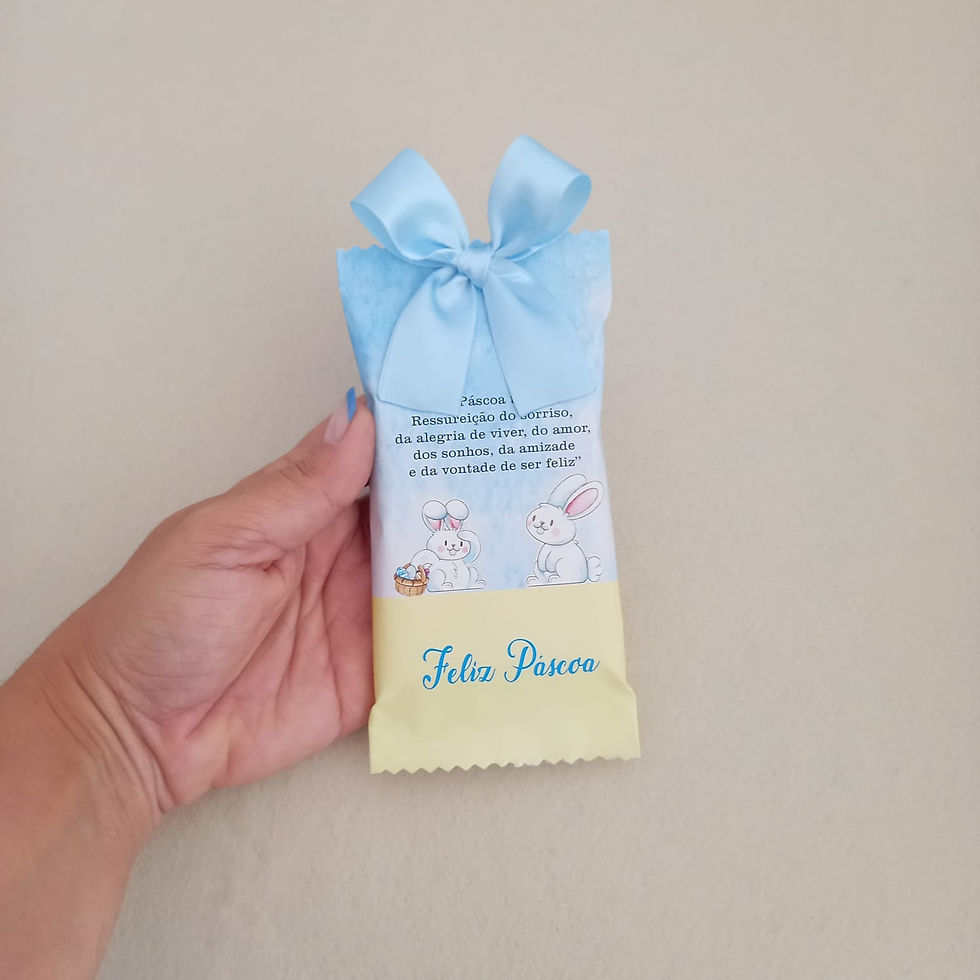 Páscoa
Ressureição do sorriso,
da alegria de viver, do amor,
dos sonhos, da amizade
e da vontade de ser feliz”
Feliz Páscoa